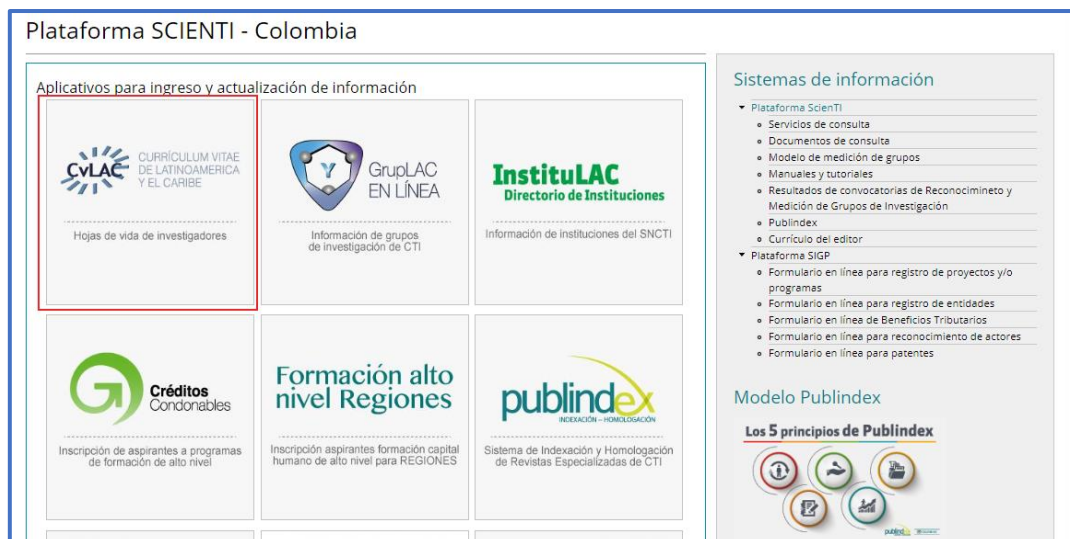 Plataforma SCIENTI - Colombia
Aplicativos para ingreso y actualización de información
CvLAC
CURRÍCULUM VITAE
DE LATINOAMERICA
Y EL CARIBE
Hojas de vida de investigadores
GrupLAC
EN LÍNEA
Información de grupos
de investigación de CTI
InstituLAC
Directorio de Instituciones
Información de instituciones del SNCTI
Créditos
Condonables
Inscripción de aspirantes a programas
de formación de alto nivel
Formación alto
nivel Regiones
Inscripción aspirantes formación capital
humano de alto nivel para REGIONES
publindex
INDEXACIÓN – HOMOLOGACIÓN
Sistema de Indexación y Homologación
de Revistas Especializadas de CTI
Sistemas de información
Plataforma ScienTI
Servicios de consulta
Documentos de consulta
Modelo de medición de grupos
Manuales y tutoriales
Resultados de convocatorias de Reconocimineto y
Medición de Grupos de Investigación
Publindex
Currículo del editor
Plataforma SIGP
Formulario en línea para registro de proyectos y/o
programas
Formulario en línea para registro de entidades
Formulario en línea de Beneficios Tributarios
Formulario en línea para reconocimiento de actores
Formulario en línea para patentes
Modelo Publindex
Los 5 principios de Publindex
publindex